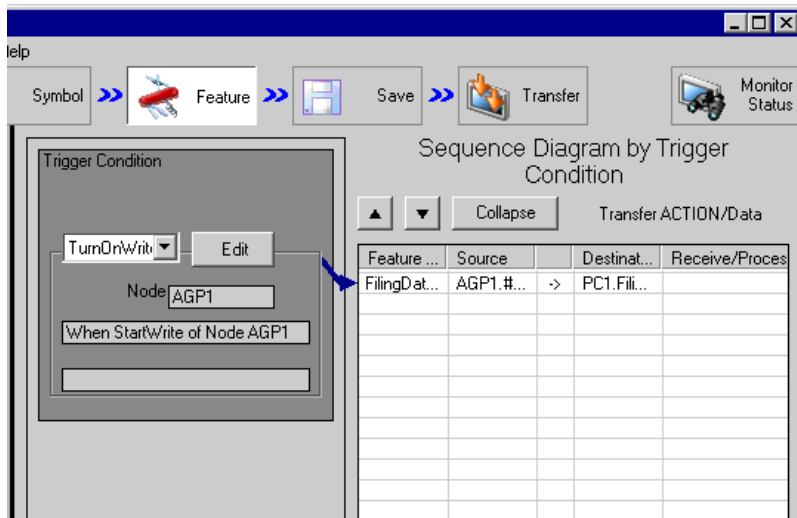 Help
Symbol
Feature
Save
Transfer
Monitor
Status
Trigger Condition
TurnOnWrit
Edit
Node
AGP1
When StartWrite of Node AGP1
Sequence Diagram by Trigger
Condition
Collapse
Transfer ACTION/Data
Feature ... Source Destinat... Receive/Proces
FilingDat... AGP1.#... -> PC1.Fili...